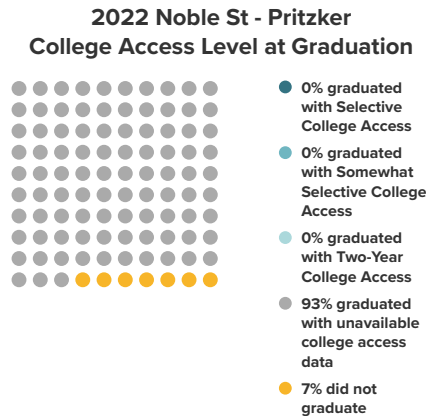 2022 Noble St - Pritzker
College Access Level at Graduation
0% graduated
with Selective
College Access
0% graduated
with Somewhat
Selective College
Access
0% graduated
with Two-Year
College Access
93% graduated
with unavailable
college access
data
7% did not
graduate